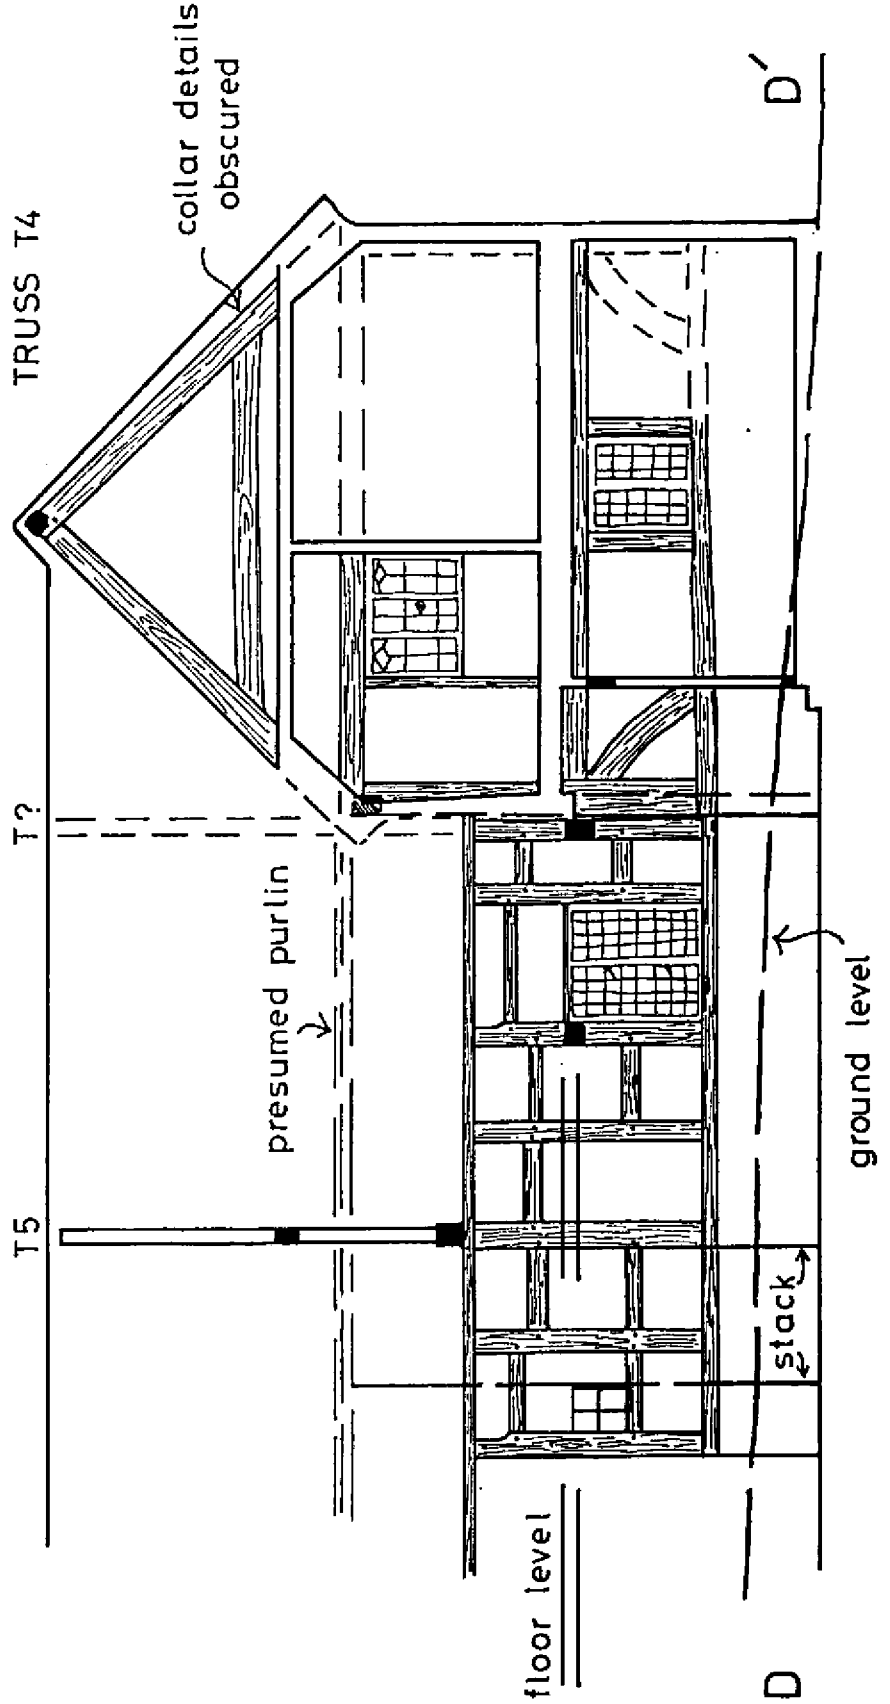 TRUSS T4
collar details
obscured
T?
presumed purlin
T5
floor level
stack
ground level
D
D′